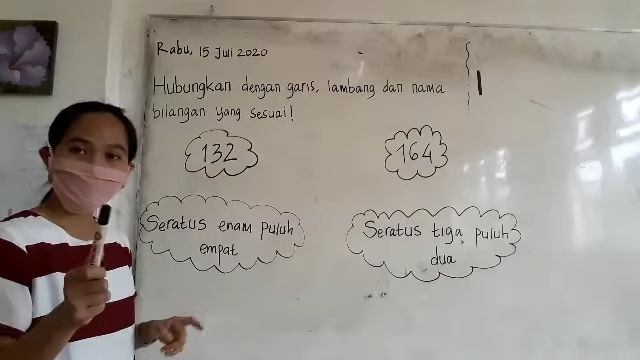 Rabu, 15 Juli 2020
Hubungkan dengan garis, lambang dan nama
bilangan yang sesuai!
132
164
Seratus enam puluh
empat
Seratus tiga puluh
dua